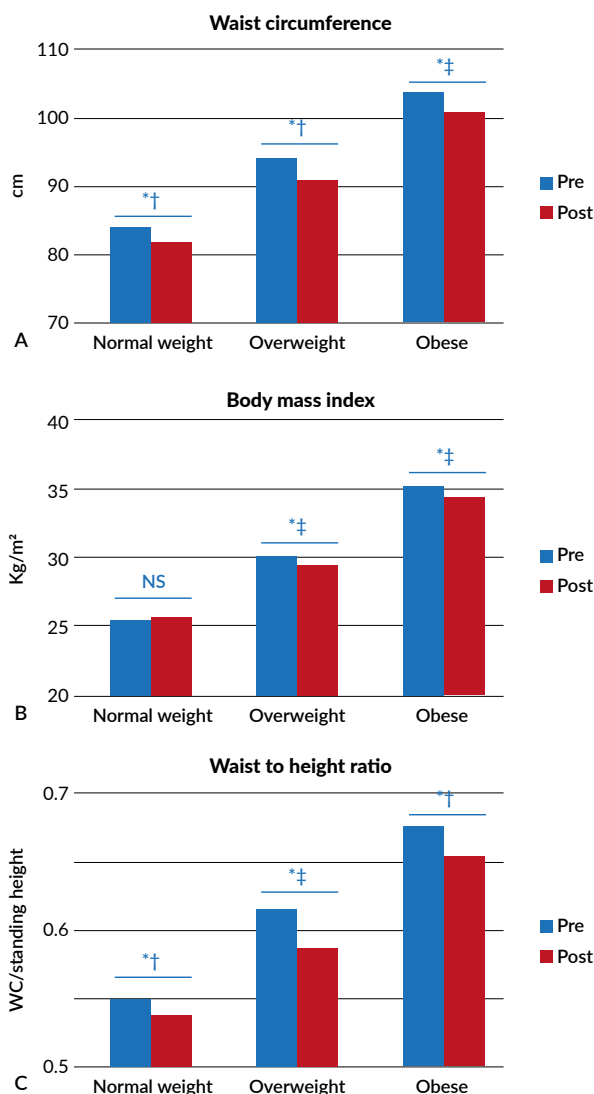 Waist circumference
110
100
90
80
70
cm
*†
*†
*‡
Pre
Post
Normal weight
Overweight
Obese
A
Body mass index
40
35
30
25
20
Kg/m²
NS
*‡
*‡
Pre
Post
Normal weight
Overweight
Obese
B
Waist to height ratio
0.7
0.6
0.5
WC/standing height
*†
*‡
*†
Pre
Post
Normal weight
Overweight
Obese
C